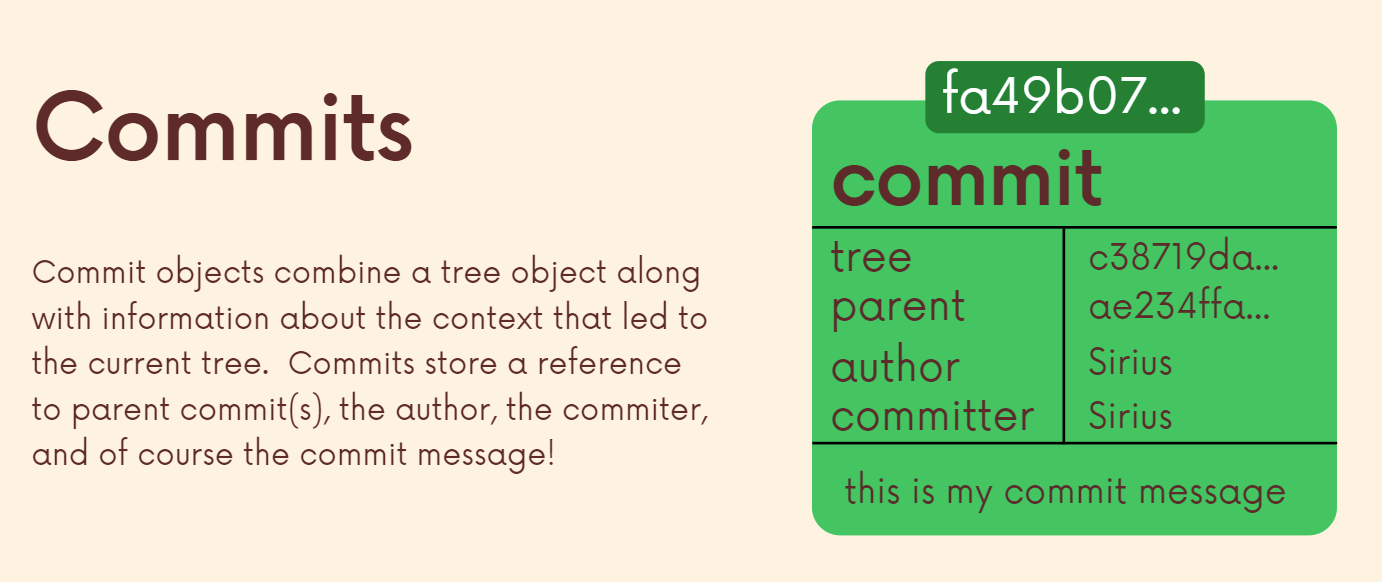 Commits
Commit objects combine a tree object along
with information about the context that led to
the current tree.  Commits store a reference
to parent commit(s), the author, the commiter,
and of course the commit message!
fa49b07...
commit
tree c38719da...
parent ae234ffa...
author Sirius
committer Sirius
this is my commit message